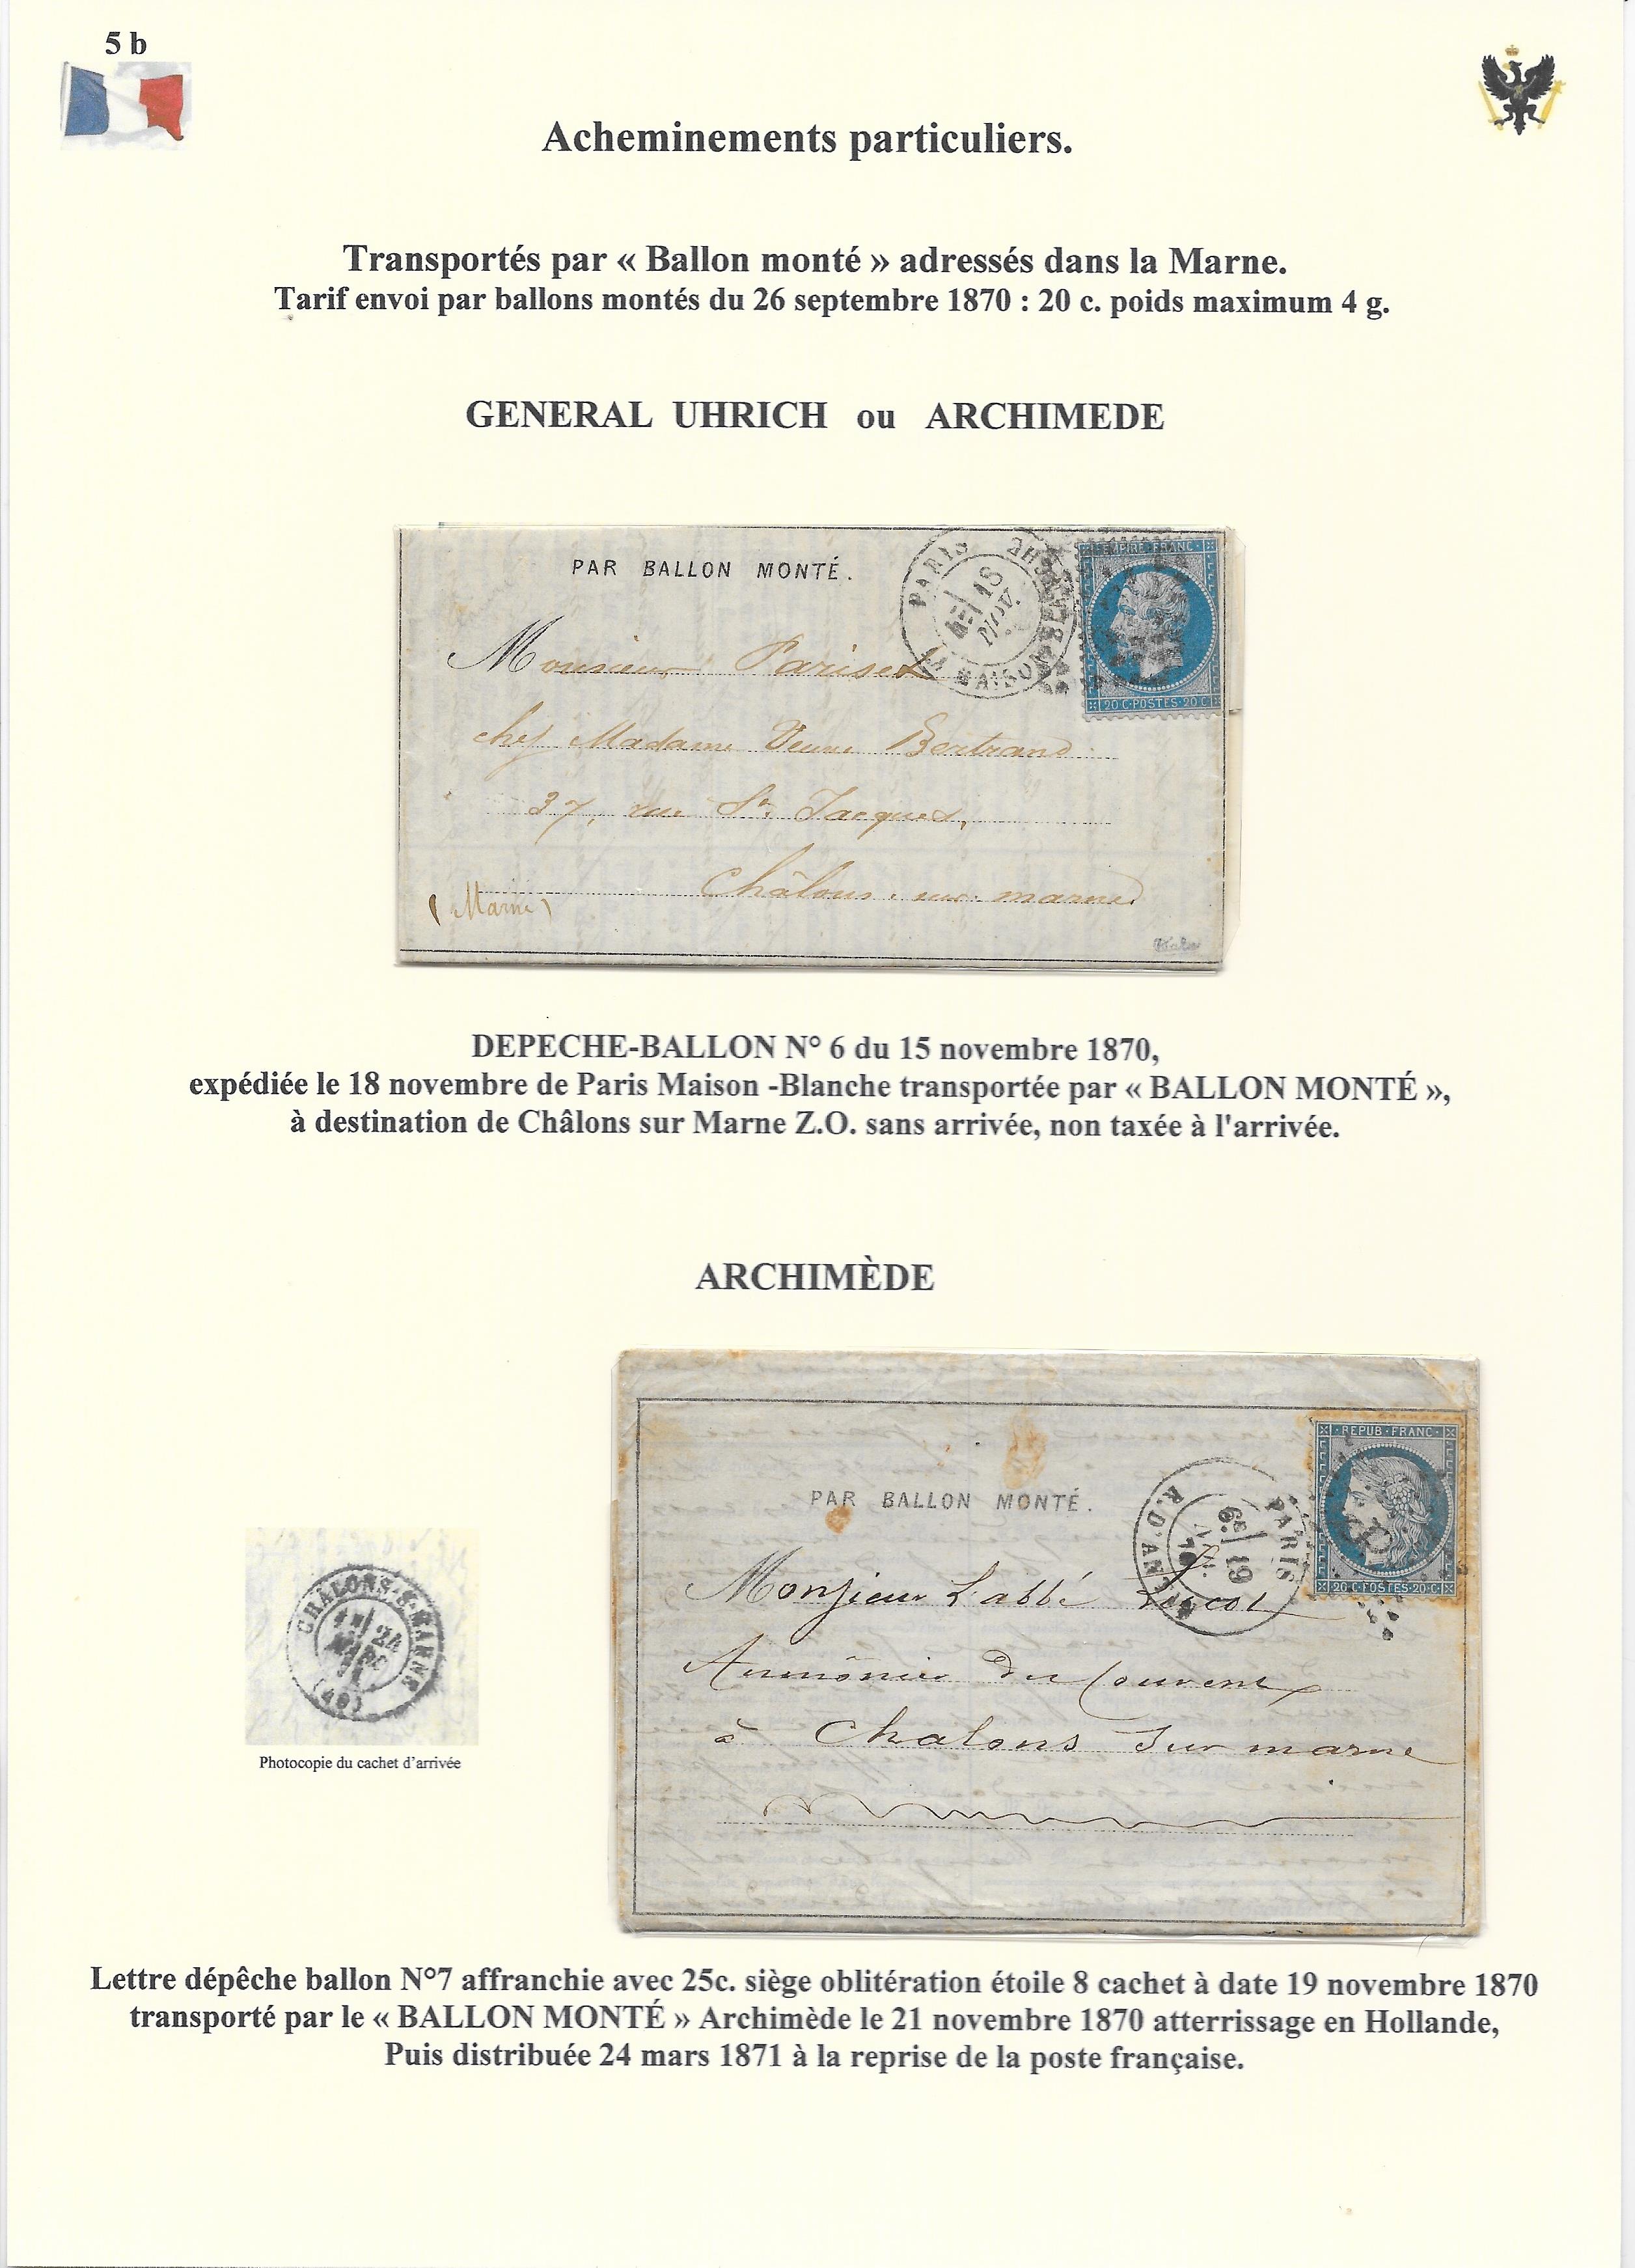 5 b
Acheminements particuliers.
Transportés par « Ballon monté » adressés dans la Marne.
Tarif envoi par ballons montés du 26 septembre 1870 : 20 c. poids maximum 4 g.
GENERAL UHRICH ou ARCHIMEDE
PAR BALLON MONTÉ.
PARIS
5E 18
NOV.
LA MAISON BLANCHE
EMPIRE FRANC
20 C POSTES 20 C
Monsieur Pariset
chez Madame Veuve Bertrand
37, rue St Jacques,
Châlons sur marne
(Marne)
DEPECHE-BALLON N° 6 du 15 novembre 1870,
expédiée le 18 novembre de Paris Maison -Blanche transportée par « BALLON MONTÉ »,
à destination de Châlons sur Marne Z.O. sans arrivée, non taxée à l'arrivée.
ARCHIMÈDE
REPUB FRANC
20 C POSTES 20 C
PAR BALLON MONTÉ.
PARIS
6E 19
70
R. D'AN
8
Monsieur L'abbé
Aumônier du Couvent
à Chalons Sur marne
CHALONS-S-MARNE
24
MARS
71
(49)
Photocopie du cachet d'arrivée
Lettre dépêche ballon N°7 affranchie avec 25c. siège oblitération étoile 8 cachet à date 19 novembre 1870
transporté par le « BALLON MONTÉ » Archimède le 21 novembre 1870 atterrissage en Hollande,
Puis distribuée 24 mars 1871 à la reprise de la poste française.